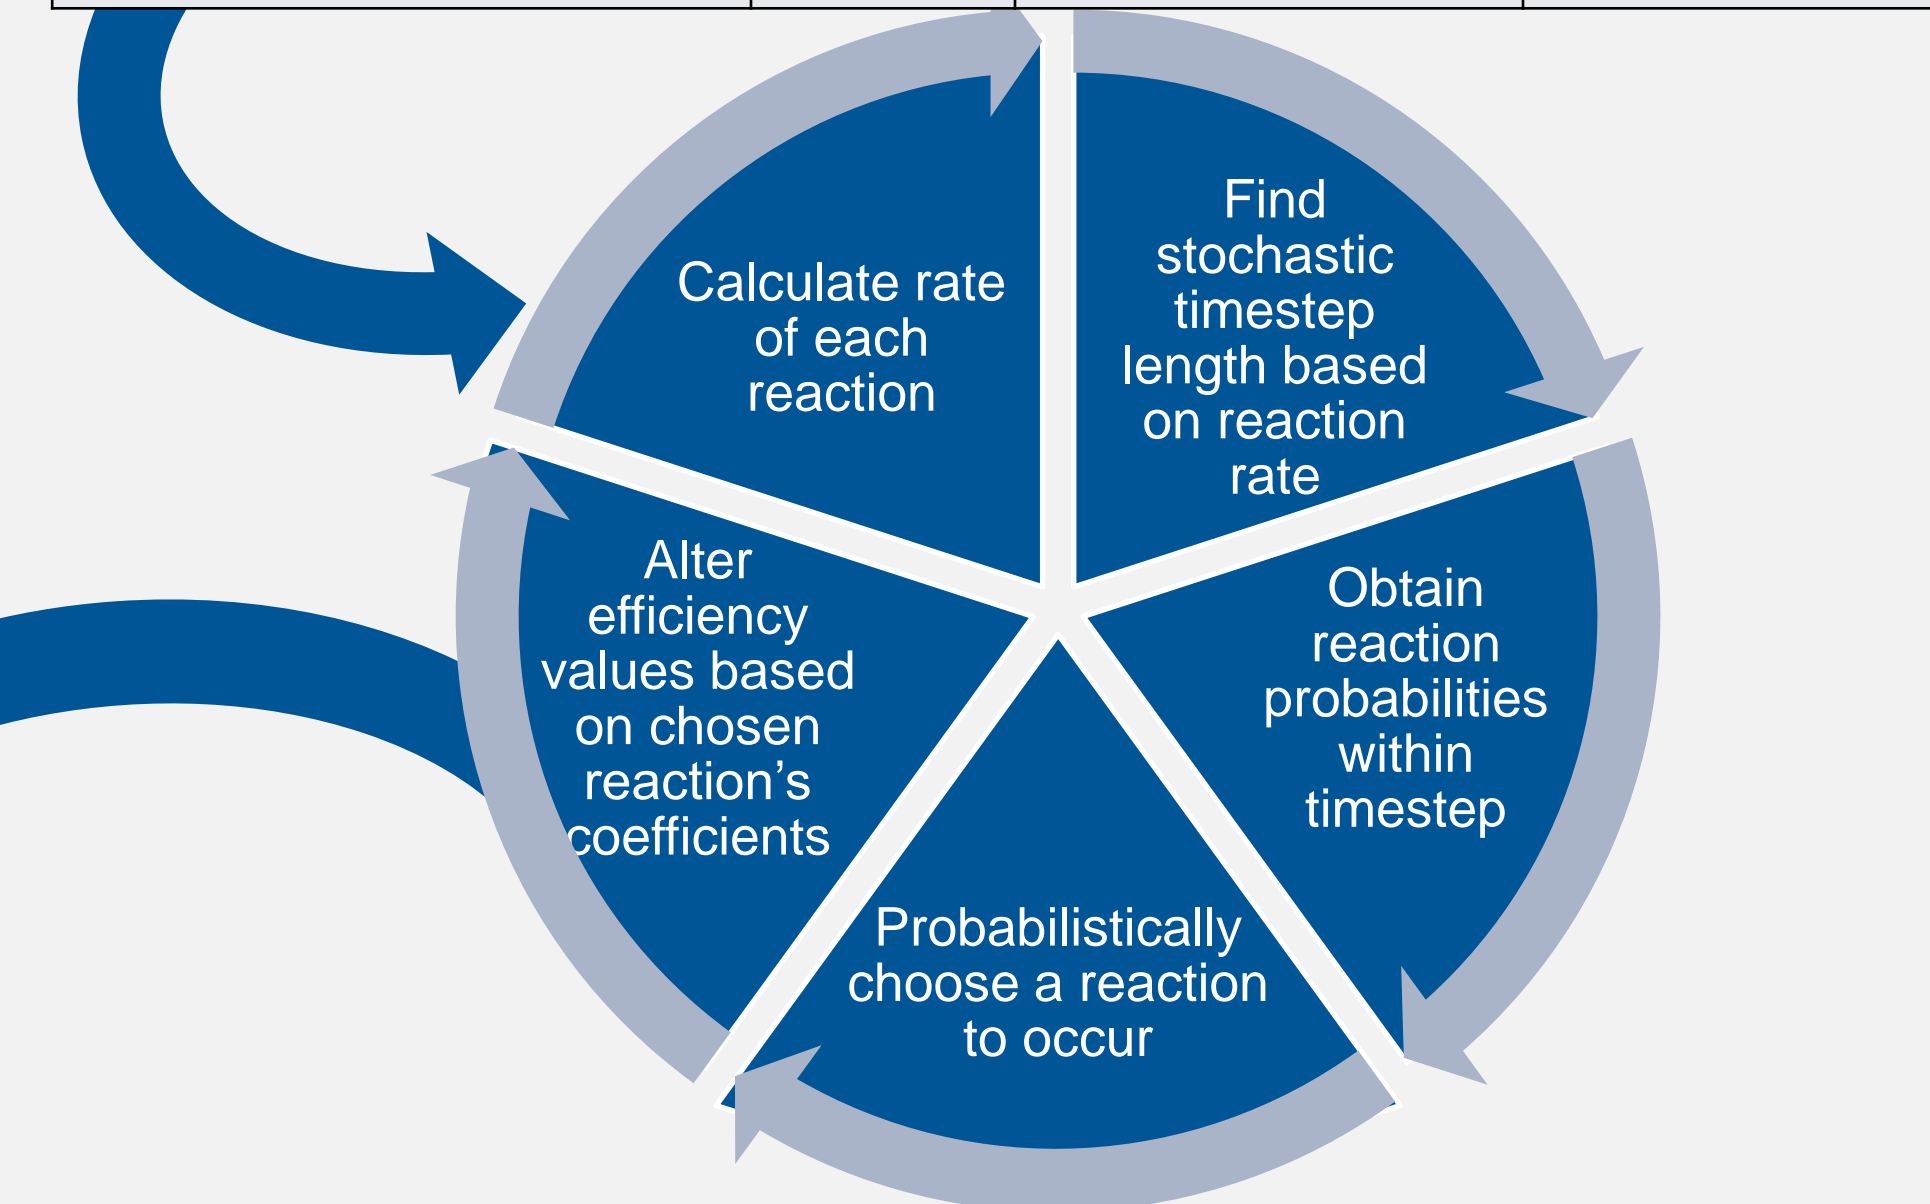 Calculate rate
of each
reaction
Find
stochastic
timestep
length based
on reaction
rate
Obtain
reaction
probabilities
within
timestep
Probabilistically
choose a reaction
to occur
Alter
efficiency
values based
on chosen
reaction’s
coefficients